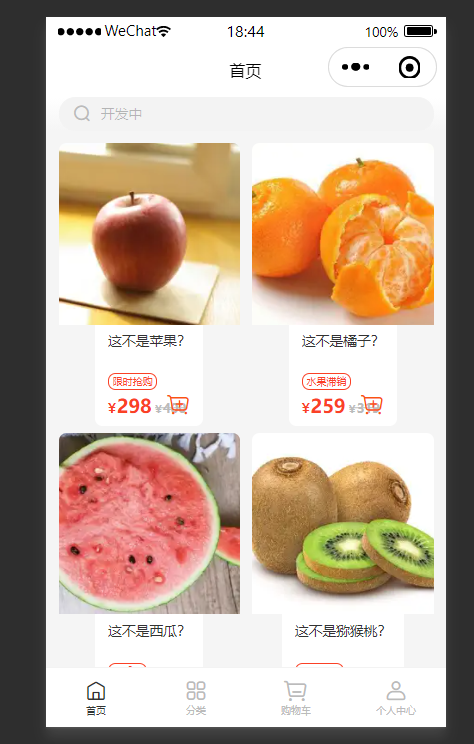 WeChat 18:44 100%
首页
开发中
这不是苹果?
限时抢购
¥298
这不是橘子?
水果滞销
¥259
这不是西瓜?
这不是猕猴桃?
首页 分类 购物车 个人中心